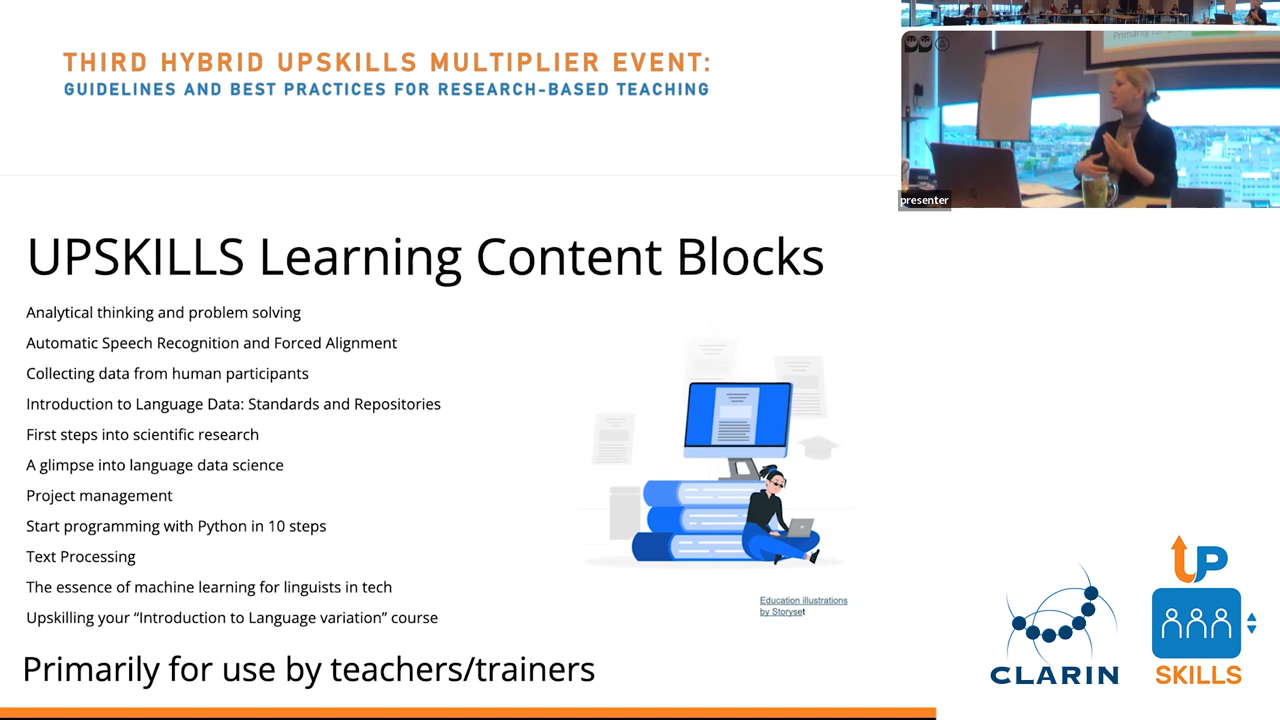 THIRD HYBRID UPSKILLS MULTIPLIER EVENT:
GUIDELINES AND BEST PRACTICES FOR RESEARCH-BASED TEACHING
presenter
UPSKILLS Learning Content Blocks
Analytical thinking and problem solving
Automatic Speech Recognition and Forced Alignment
Collecting data from human participants
Introduction to Language Data: Standards and Repositories
First steps into scientific research
A glimpse into language data science
Project management
Start programming with Python in 10 steps
Text Processing
The essence of machine learning for linguists in tech
Upskilling your “Introduction to Language variation” course
Education illustrations
by Storyset
Primarily for use by teachers/trainers
CLARIN
UP
SKILLS